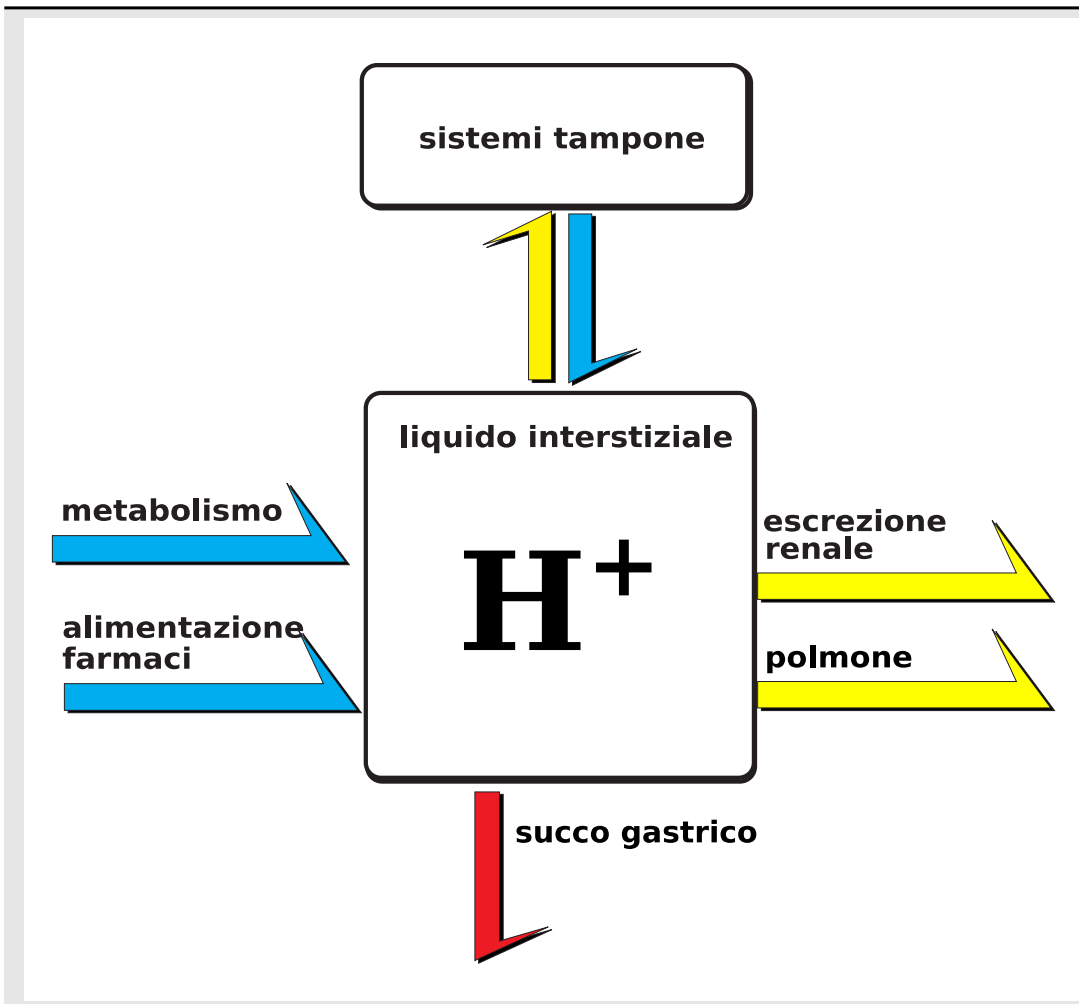 sistemi tampone
liquido interstiziale
metabolismo
H+
escrezione
renale
alimentazione
farmaci
polmone
succo gastrico